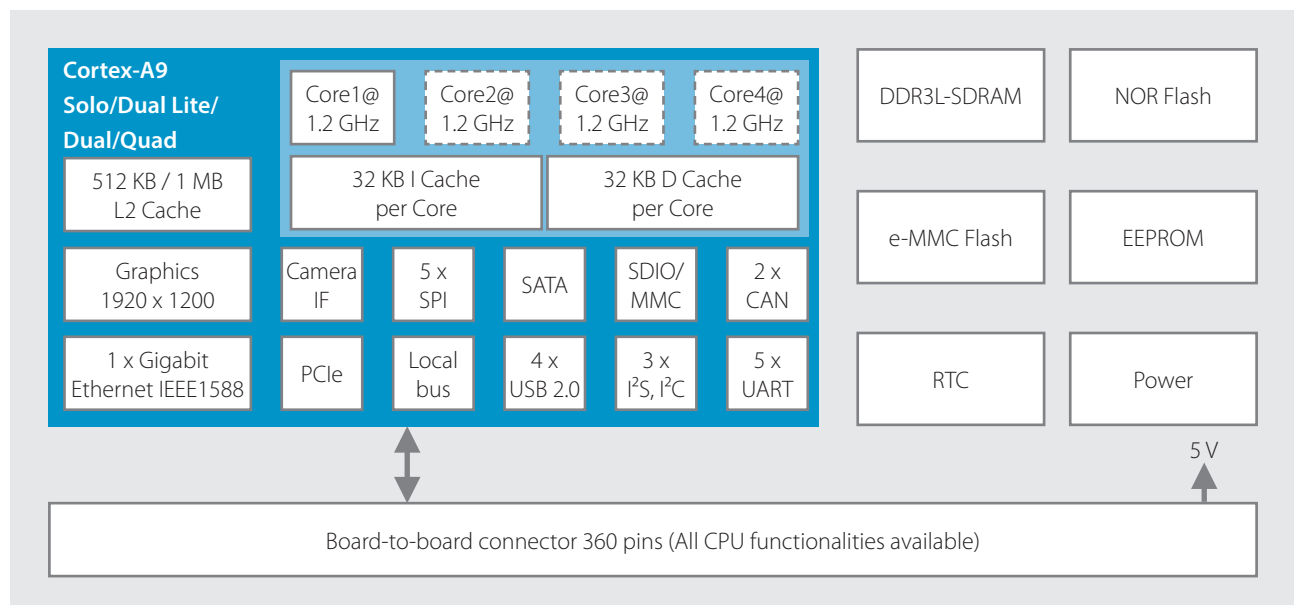 Cortex-A9
Solo/Dual Lite/
Dual/Quad
Core1@
1.2 GHz
Core2@
1.2 GHz
Core3@
1.2 GHz
Core4@
1.2 GHz
512 KB / 1 MB
L2 Cache
32 KB I Cache
per Core
32 KB D Cache
per Core
Graphics
1920 x 1200
Camera
IF
5 x
SPI
SATA
SDIO/
MMC
2 x
CAN
1 x Gigabit
Ethernet IEEE1588
PCIe
Local
bus
4 x
USB 2.0
3 x
I²S, I²C
5 x
UART
DDR3L-SDRAM
NOR Flash
e-MMC Flash
EEPROM
RTC
Power
5 V
Board-to-board connector 360 pins (All CPU functionalities available)